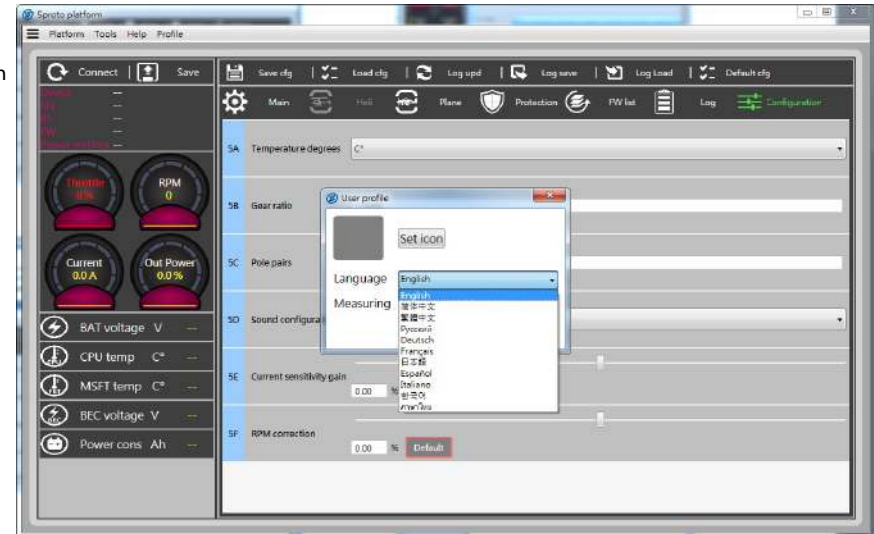 Sproto platform
Platform Tools Help Profile
Connect | Save
Save cfg | Load cfg | Log upd | Log save | Log Load | Default cfg
Main Heli Plane Protection FW list Log Configuration
Throttle
0%
RPM
0
Current
0.0 A
Out Power
0.0 %
BAT voltage V --
CPU temp C° --
MSFT temp C° --
BEC voltage V --
Power cons Ah --
5A Temperature degrees C°
5B Gear ratio
5C Pole pairs
5D Sound configura
5E Current sensitivity gain
0.00 %
5F RPM correction
0.00 % Default
User profile
Set icon
Language English
Measuring
English
简体中文
繁體中文
Русский
Deutsch
Français
日本語
Español
Italiano
한국어
ภาษาไทย